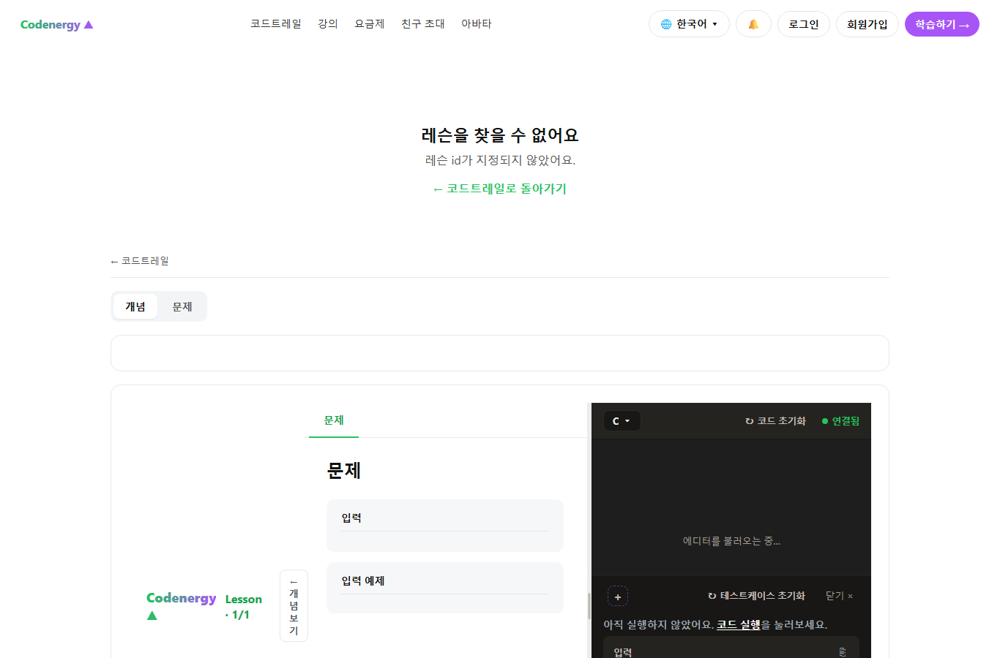 Codenergy ▲
코드트레일 강의 요금제 친구 초대 아바타
🌐 한국어 ▾
🔔
로그인
회원가입
학습하기 →
레슨을 찾을 수 없어요
레슨 id가 지정되지 않았어요.
← 코드트레일로 돌아가기
← 코드트레일
개념 문제
Codenergy
▲
Lesson
· 1/1
←
개
념
보
기
문제
문제
입력
입력 예제
C ▾
↻ 코드 초기화
● 연결됨
에디터를 불러오는 중...
+
↻ 테스트케이스 초기화
닫기 ×
아직 실행하지 않았어요. 코드 실행을 눌러보세요.
입력